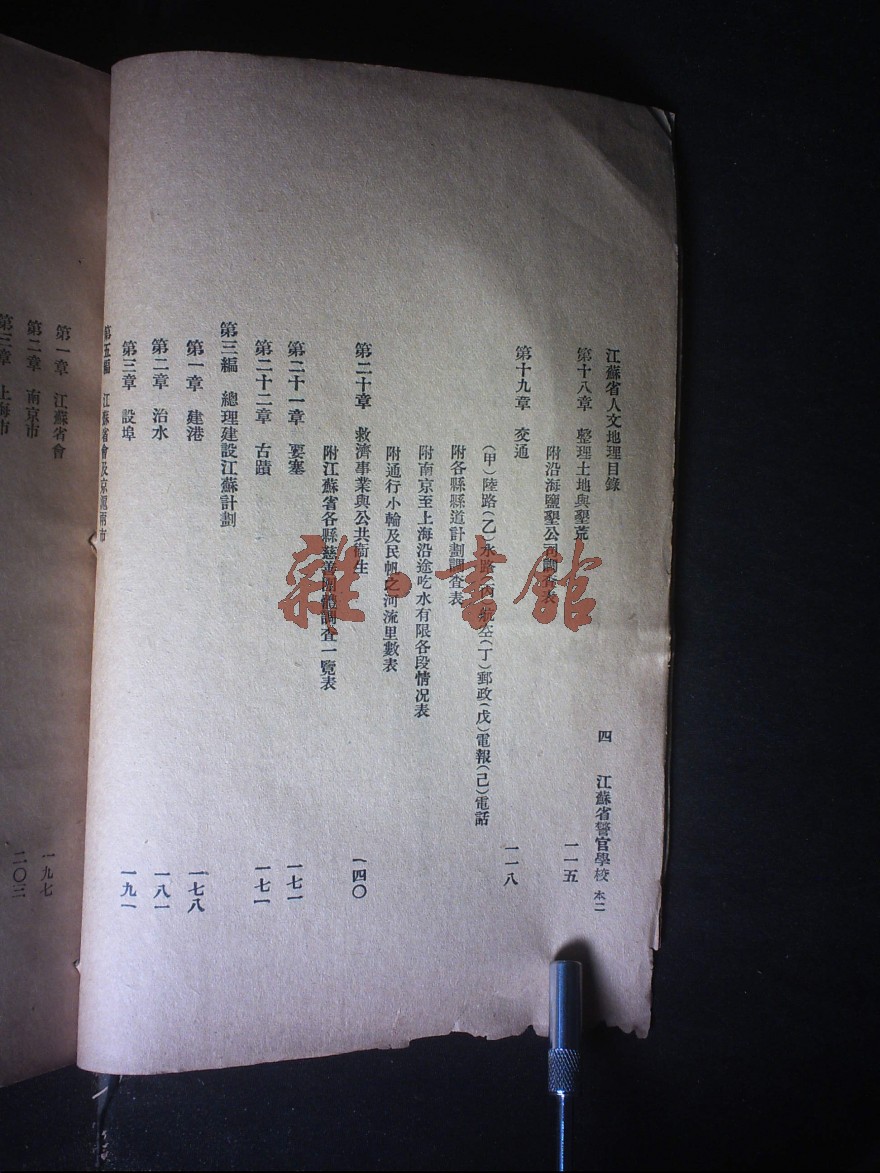 江蘇省人文地理目錄 四 江蘇省警官學校 本二
第十八章 整理土地與墾荒 一一五
附沿海鹽墾公司調查表
第十九章 交通 一一八
(甲)陸路(乙)水路(丙)航空(丁)郵政(戊)電報(己)電話
附各縣縣道計劃調查表
附南京至上海沿途吃水有限各段情況表
附通行小輪及民帆之河流里數表
第二十章 救濟事業與公共衞生 一四〇
附江蘇省各縣慈善團體調查一覽表
第二十一章 要塞 一七一
第二十二章 古蹟 一七一
第三編 總理建設江蘇計劃
第一章 建港 一七八
第二章 治水 一八一
第三章 設埠 一九一
第五編 江蘇省會及京滬兩市
第一章 江蘇省會 一九七
第二章 南京市 二〇三
第三章 上海市
雜·書館